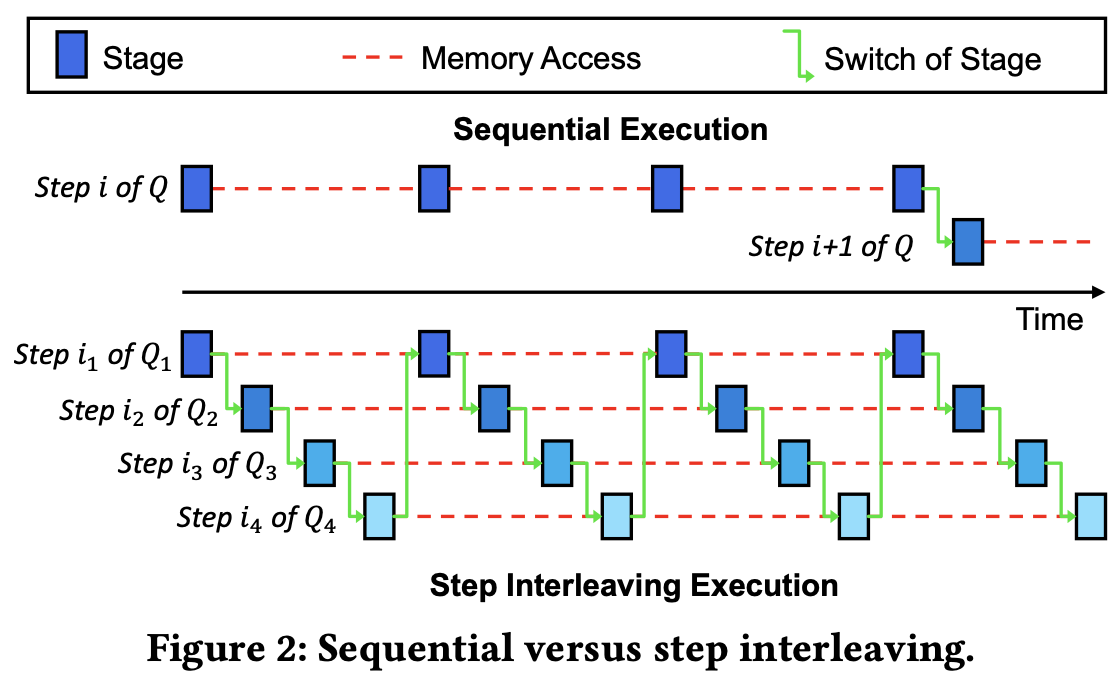 Stage Memory Access Switch of Stage
Sequential Execution
Step i of Q
Step i+1 of Q
Time
Step i₁ of Q₁
Step i₂ of Q₂
Step i₃ of Q₃
Step i₄ of Q₄
Step Interleaving Execution
Figure 2: Sequential versus step interleaving.